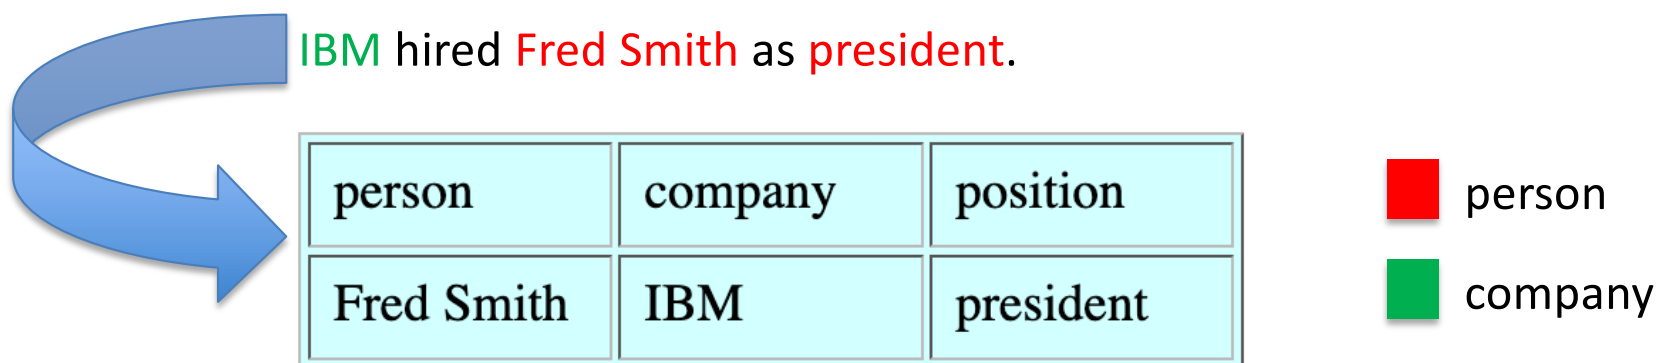 IBM hired Fred Smith as president.
person company position
Fred Smith IBM president
person
company